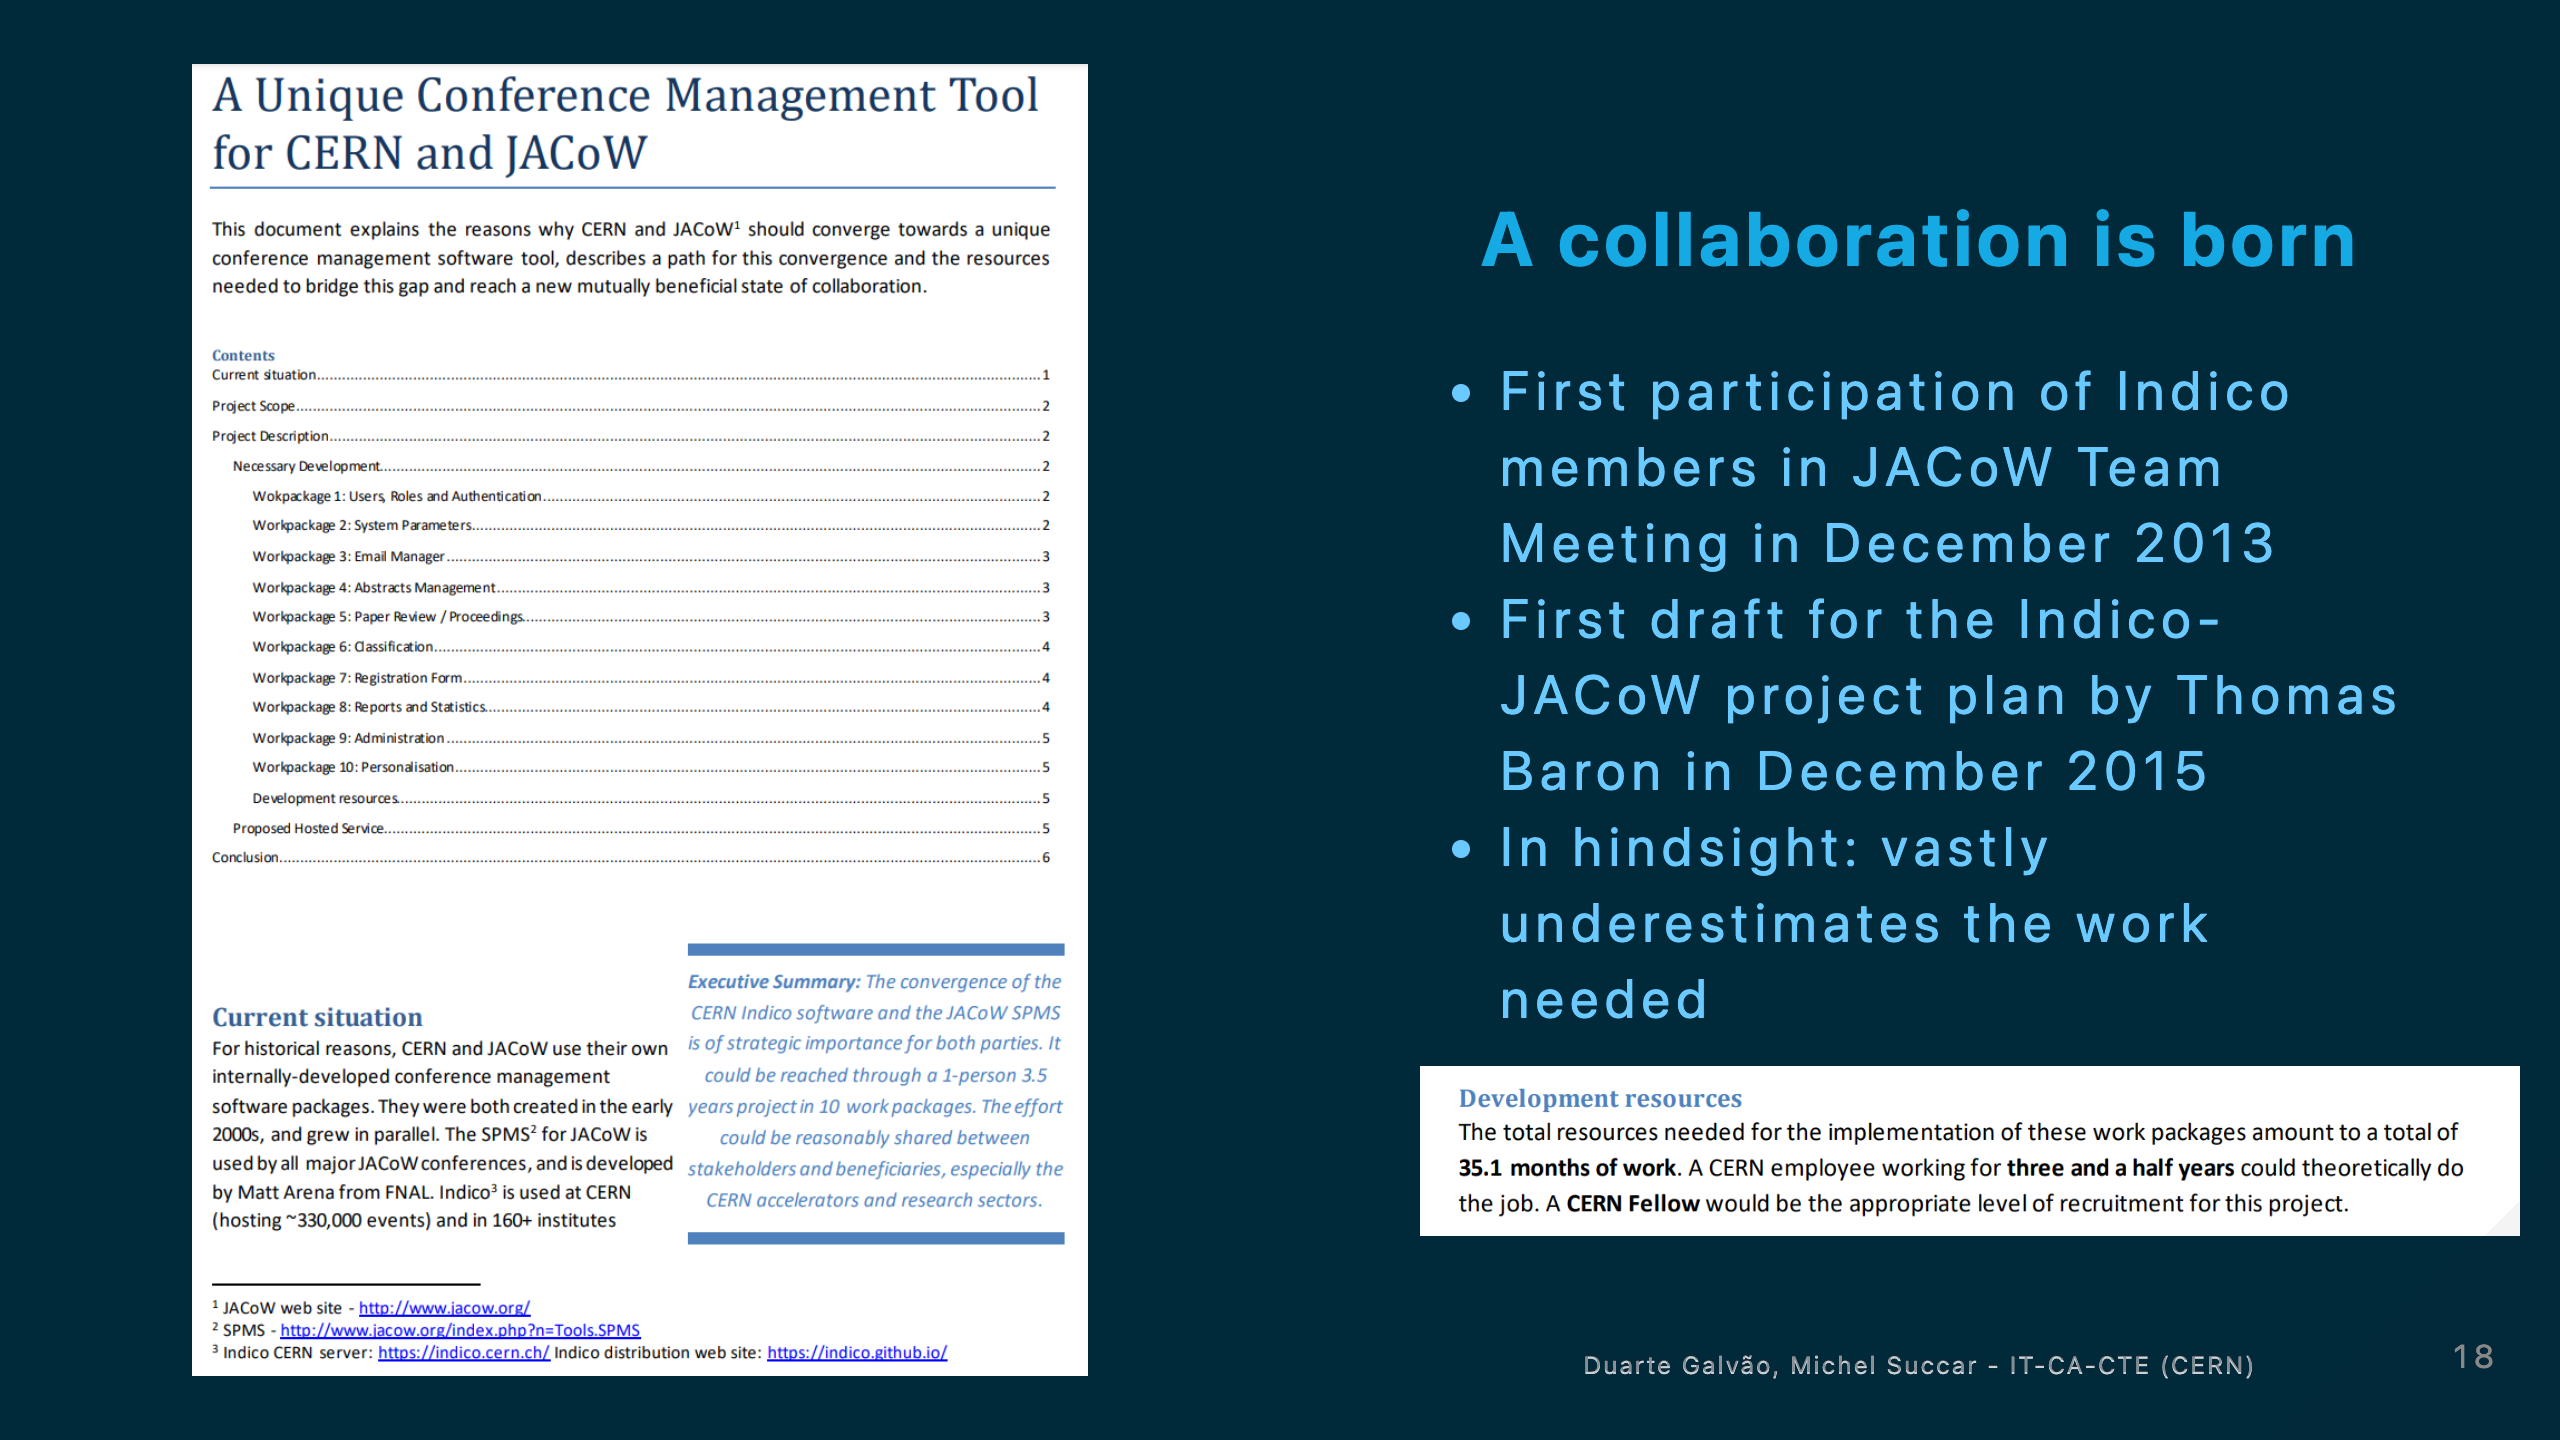 A Unique Conference Management Tool
for CERN and JACoW
This document explains the reasons why CERN and JACoW¹ should converge towards a unique
conference management software tool, describes a path for this convergence and the resources
needed to bridge this gap and reach a new mutually beneficial state of collaboration.
Contents
Current situation 1
Project Scope 2
Project Description 2
Necessary Development 2
Wokpackage 1: Users, Roles and Authentication 2
Workpackage 2: System Parameters 2
Workpackage 3: Email Manager 3
Workpackage 4: Abstracts Management 3
Workpackage 5: Paper Review / Proceedings 3
Workpackage 6: Classification 4
Workpackage 7: Registration Form 4
Workpackage 8: Reports and Statistics 4
Workpackage 9: Administration 5
Workpackage 10: Personalisation 5
Development resources 5
Proposed Hosted Service 5
Conclusion 6
Current situation
For historical reasons, CERN and JACoW use their own
internally-developed conference management
software packages. They were both created in the early
2000s, and grew in parallel. The SPMS² for JACoW is
used by all major JACoW conferences, and is developed
by Matt Arena from FNAL. Indico³ is used at CERN
(hosting ~330,000 events) and in 160+ institutes
Executive Summary: The convergence of the
CERN Indico software and the JACoW SPMS
is of strategic importance for both parties. It
could be reached through a 1-person 3.5
years project in 10 work packages. The effort
could be reasonably shared between
stakeholders and beneficiaries, especially the
CERN accelerators and research sectors.
¹ JACoW web site - http://www.jacow.org/
² SPMS - http://www.jacow.org/index.php?n=Tools.SPMS
³ Indico CERN server: https://indico.cern.ch/ Indico distribution web site: https://indico.github.io/
A collaboration is born
• First participation of Indico
members in JACoW Team
Meeting in December 2013
• First draft for the Indico-
JACoW project plan by Thomas
Baron in December 2015
• In hindsight: vastly
underestimates the work
needed
Development resources
The total resources needed for the implementation of these work packages amount to a total of
35.1 months of work. A CERN employee working for three and a half years could theoretically do
the job. A CERN Fellow would be the appropriate level of recruitment for this project.
Duarte Galvão, Michel Succar - IT-CA-CTE (CERN)
18